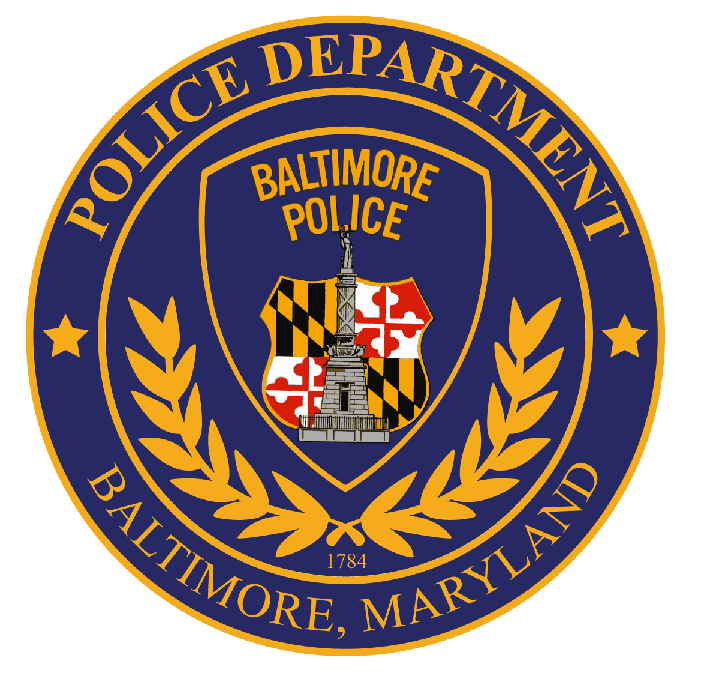 POLICE DEPARTMENT
BALTIMORE
POLICE
1784
BALTIMORE, MARYLAND